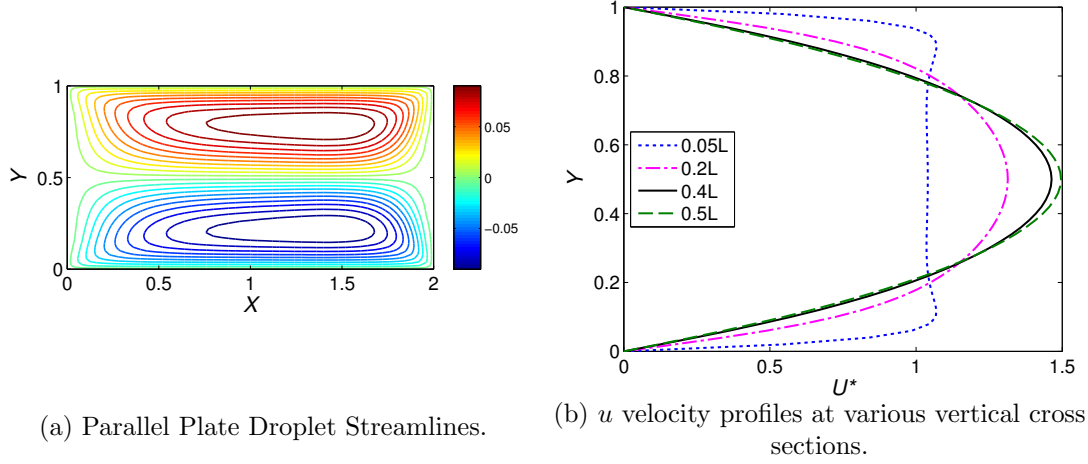 1
0.5
0
Y
0
0.5
1
1.5
2
X
0.05
0
−0.05
1
0.8
0.6
0.4
0.2
0
Y
0.05L
0.2L
0.4L
0.5L
0
0.5
1
1.5
U*
(a) Parallel Plate Droplet Streamlines.
(b) u velocity profiles at various vertical cross
sections.